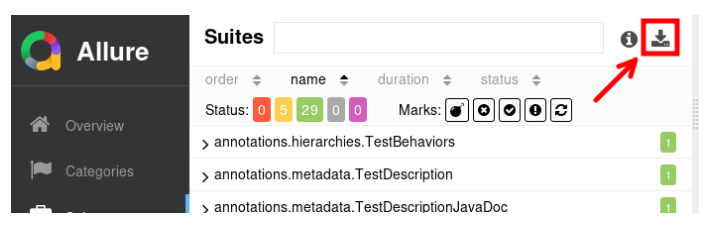 Allure
Suites
order name duration status
Status: 0 5 29 0 0 Marks:
Overview
annotations.hierarchies.TestBehaviors 1
Categories
annotations.metadata.TestDescription 1
annotations.metadata.TestDescriptionJavaDoc 1